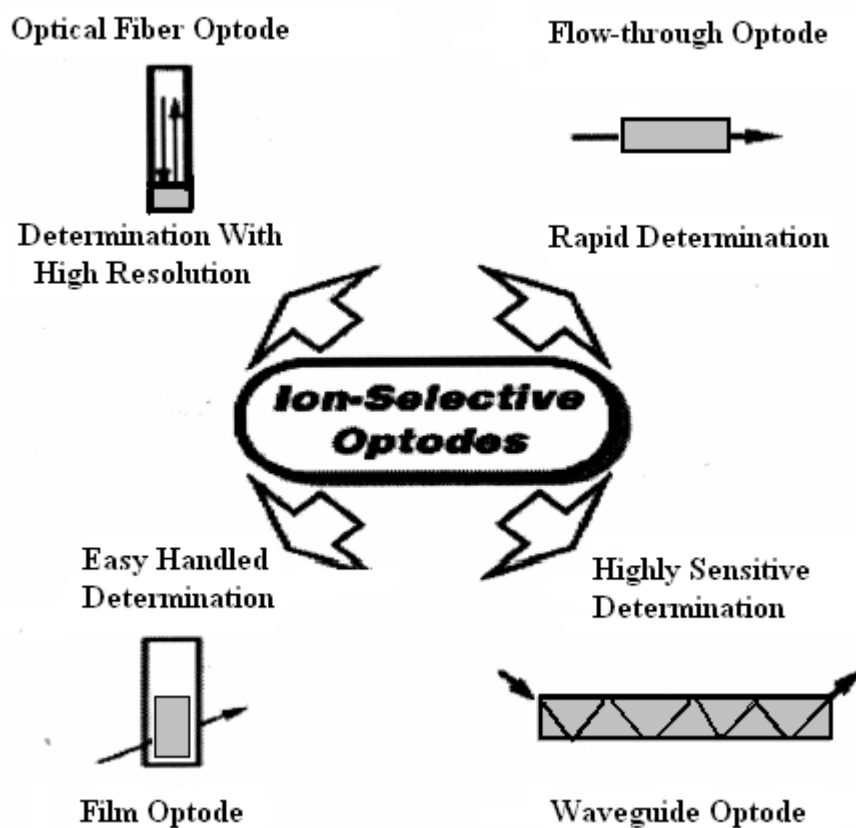 Optical Fiber Optode
Flow-through Optode
Determination With
High Resolution
Rapid Determination
Ion-Selective
Optodes
Easy Handled
Determination
Highly Sensitive
Determination
Film Optode
Waveguide Optode